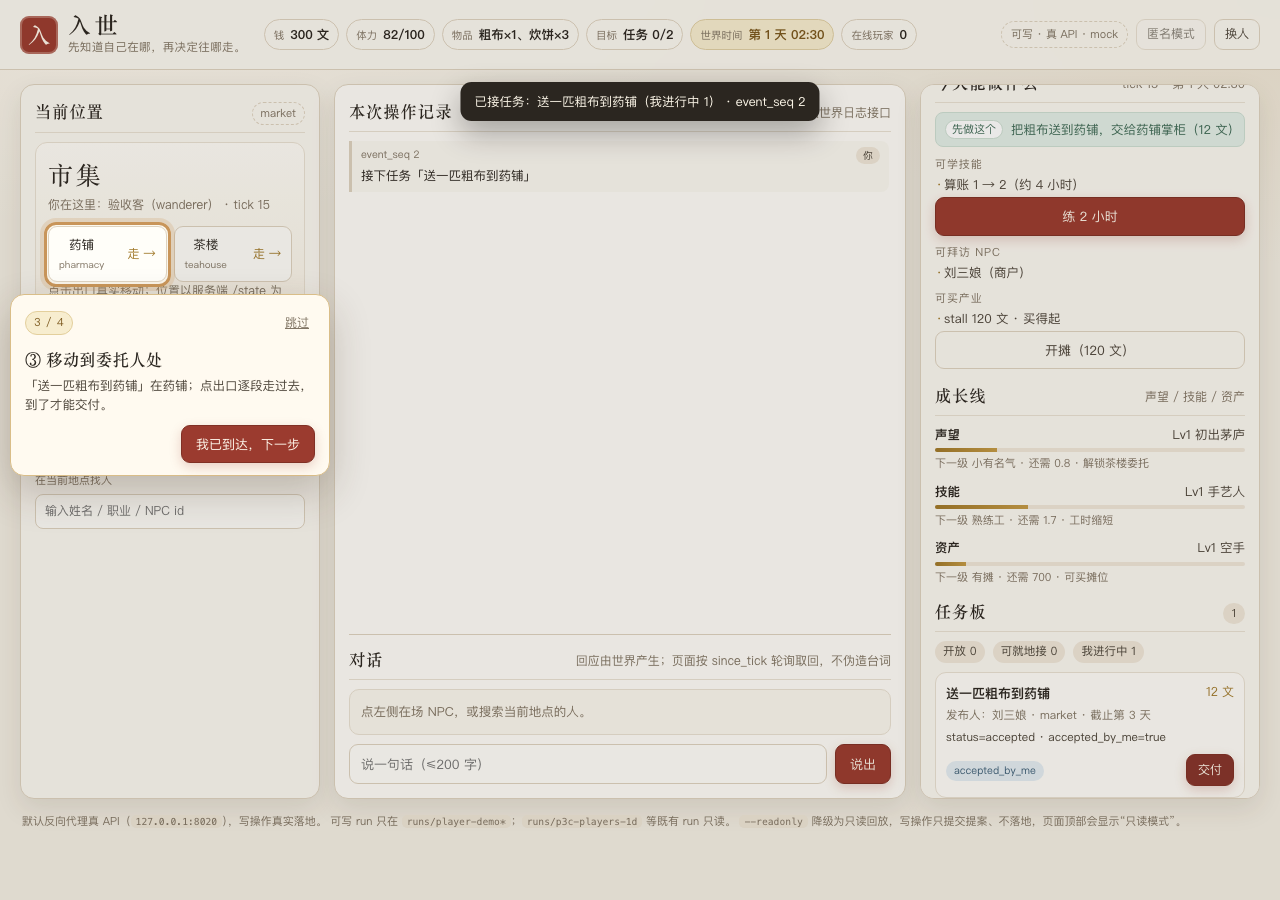 入
入世
先知道自己在哪，再决定往哪走。
钱 300 文
体力 82/100
物品 粗布×1、炊饼×3
目标 任务 0/2
世界时间 第 1 天 02:30
在线玩家 0
可写 · 真 API · mock
匿名模式
换人
当前位置
market
市集
你在这里：验收客（wanderer） · tick 15
药铺
pharmacy
走 →
茶楼
teahouse
走 →
点击出口真实移动；位置以服务端 /state 为
3 / 4
跳过
③ 移动到委托人处
「送一匹粗布到药铺」在药铺；点出口逐段走过去，
到了才能交付。
我已到达，下一步
在当前地点找人
输入姓名 / 职业 / NPC id
本次操作记录
已接任务：送一匹粗布到药铺（我进行中 1） · event_seq 2
世界日志接口
event_seq 2
你
接下任务「送一匹粗布到药铺」
对话
回应由世界产生；页面按 since_tick 轮询取回，不伪造台词
点左侧在场 NPC，或搜索当前地点的人。
说一句话（≤200 字）
说出
先做这个
把粗布送到药铺，交给药铺掌柜（12 文）
可学技能
· 算账 1 → 2（约 4 小时）
练 2 小时
可拜访 NPC
· 刘三娘（商户）
可买产业
· stall 120 文 · 买得起
开摊（120 文）
成长线
声望 / 技能 / 资产
声望
Lv1 初出茅庐
下一级 小有名气 · 还需 0.8 · 解锁茶楼委托
技能
Lv1 手艺人
下一级 熟练工 · 还需 1.7 · 工时缩短
资产
Lv1 空手
下一级 有摊 · 还需 700 · 可买摊位
任务板
1
开放 0
可就地接 0
我进行中 1
送一匹粗布到药铺
12 文
发布人：刘三娘 · market · 截止第 3 天
status=accepted · accepted_by_me=true
accepted_by_me
交付
默认反向代理真 API（ 127.0.0.1:8020 ），写操作真实落地。 可写 run 只在 runs/player-demo* ； runs/p3c-players-1d 等既有 run 只读。 --readonly 降级为只读回放，写操作只提交提案、不落地，页面顶部会显示“只读模式”。